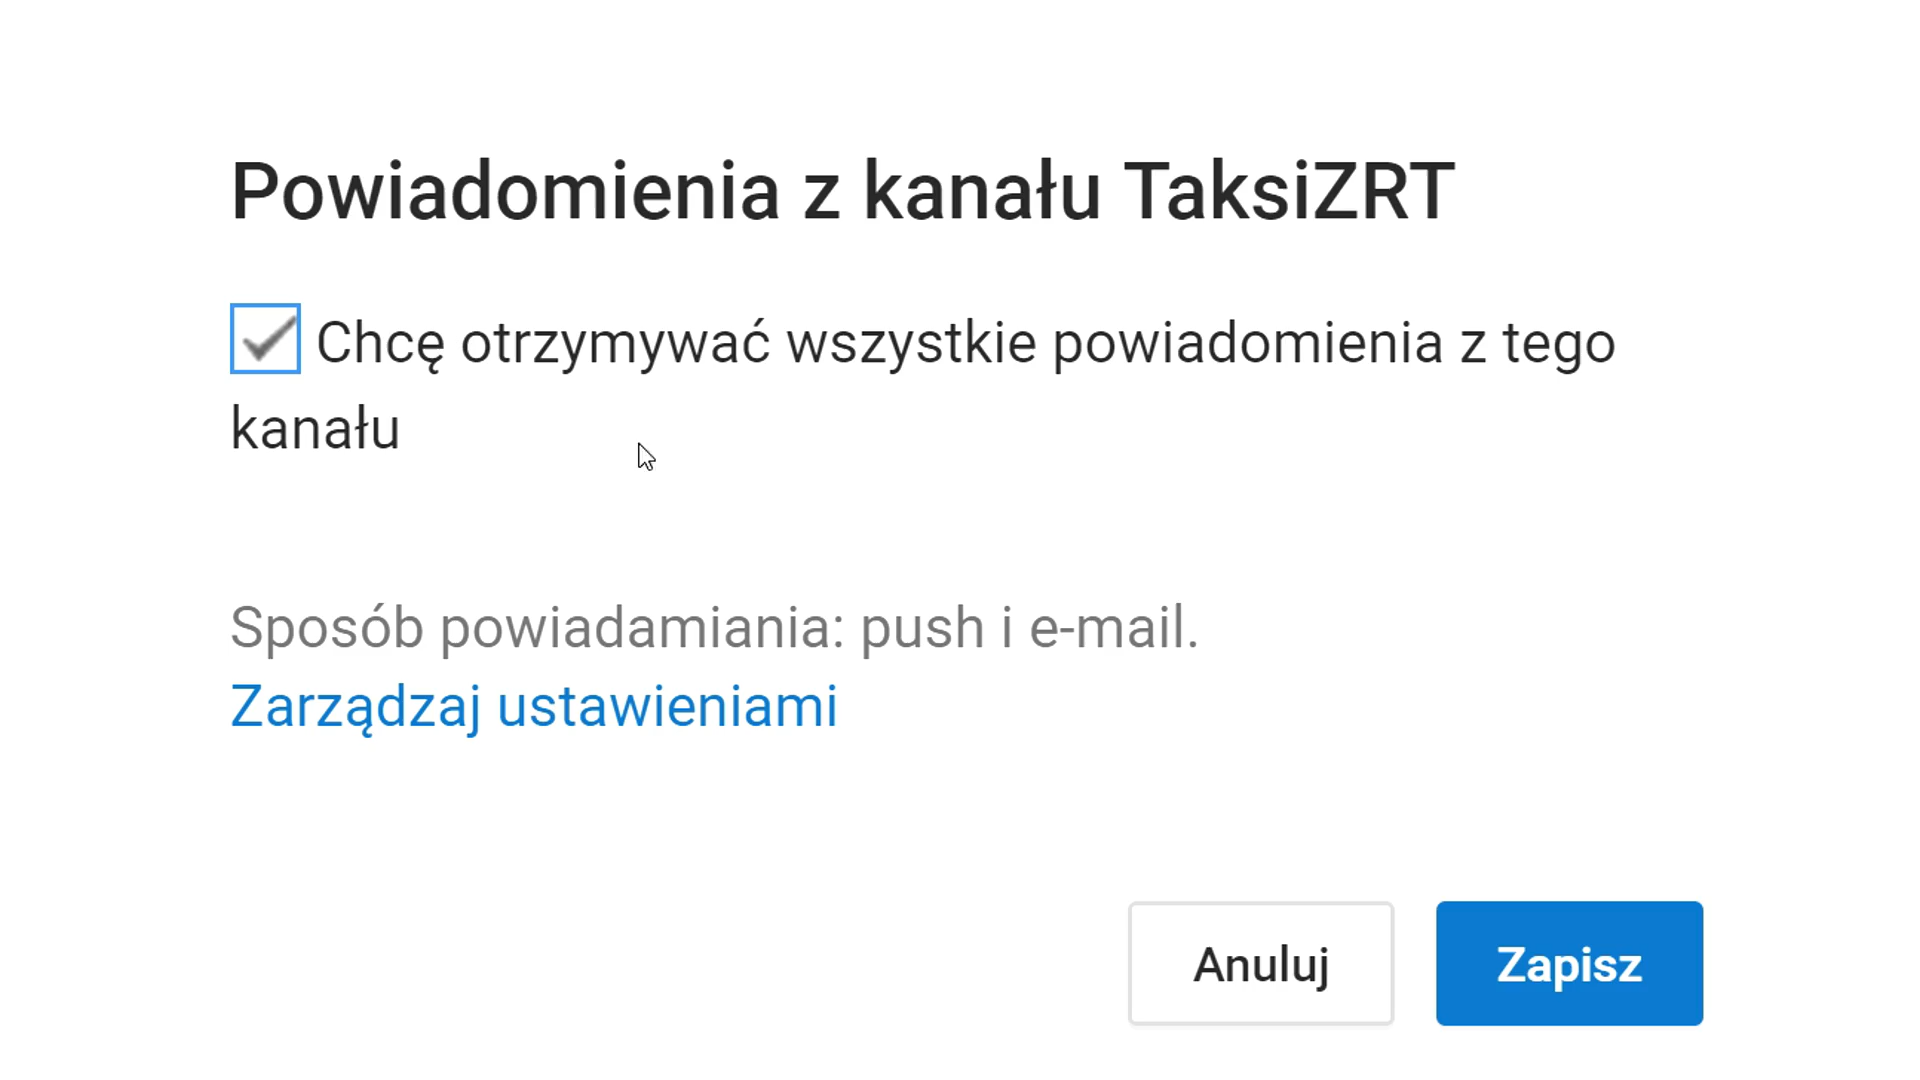 Powiadomienia z kanału TaksiZRT
Chcę otrzymywać wszystkie powiadomienia z tego
kanału
Sposób powiadamiania: push i e-mail.
Zarządzaj ustawieniami
Anuluj
Zapisz